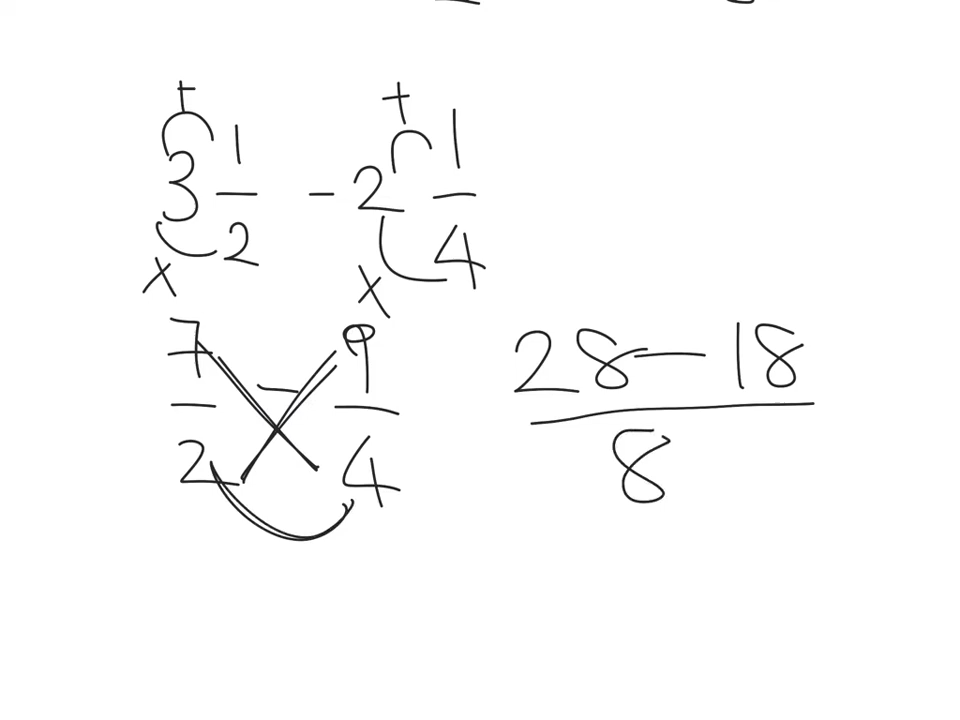 + +
3 1/2 - 2 1/4
x x
7/2 - 9/4
28 - 18
8